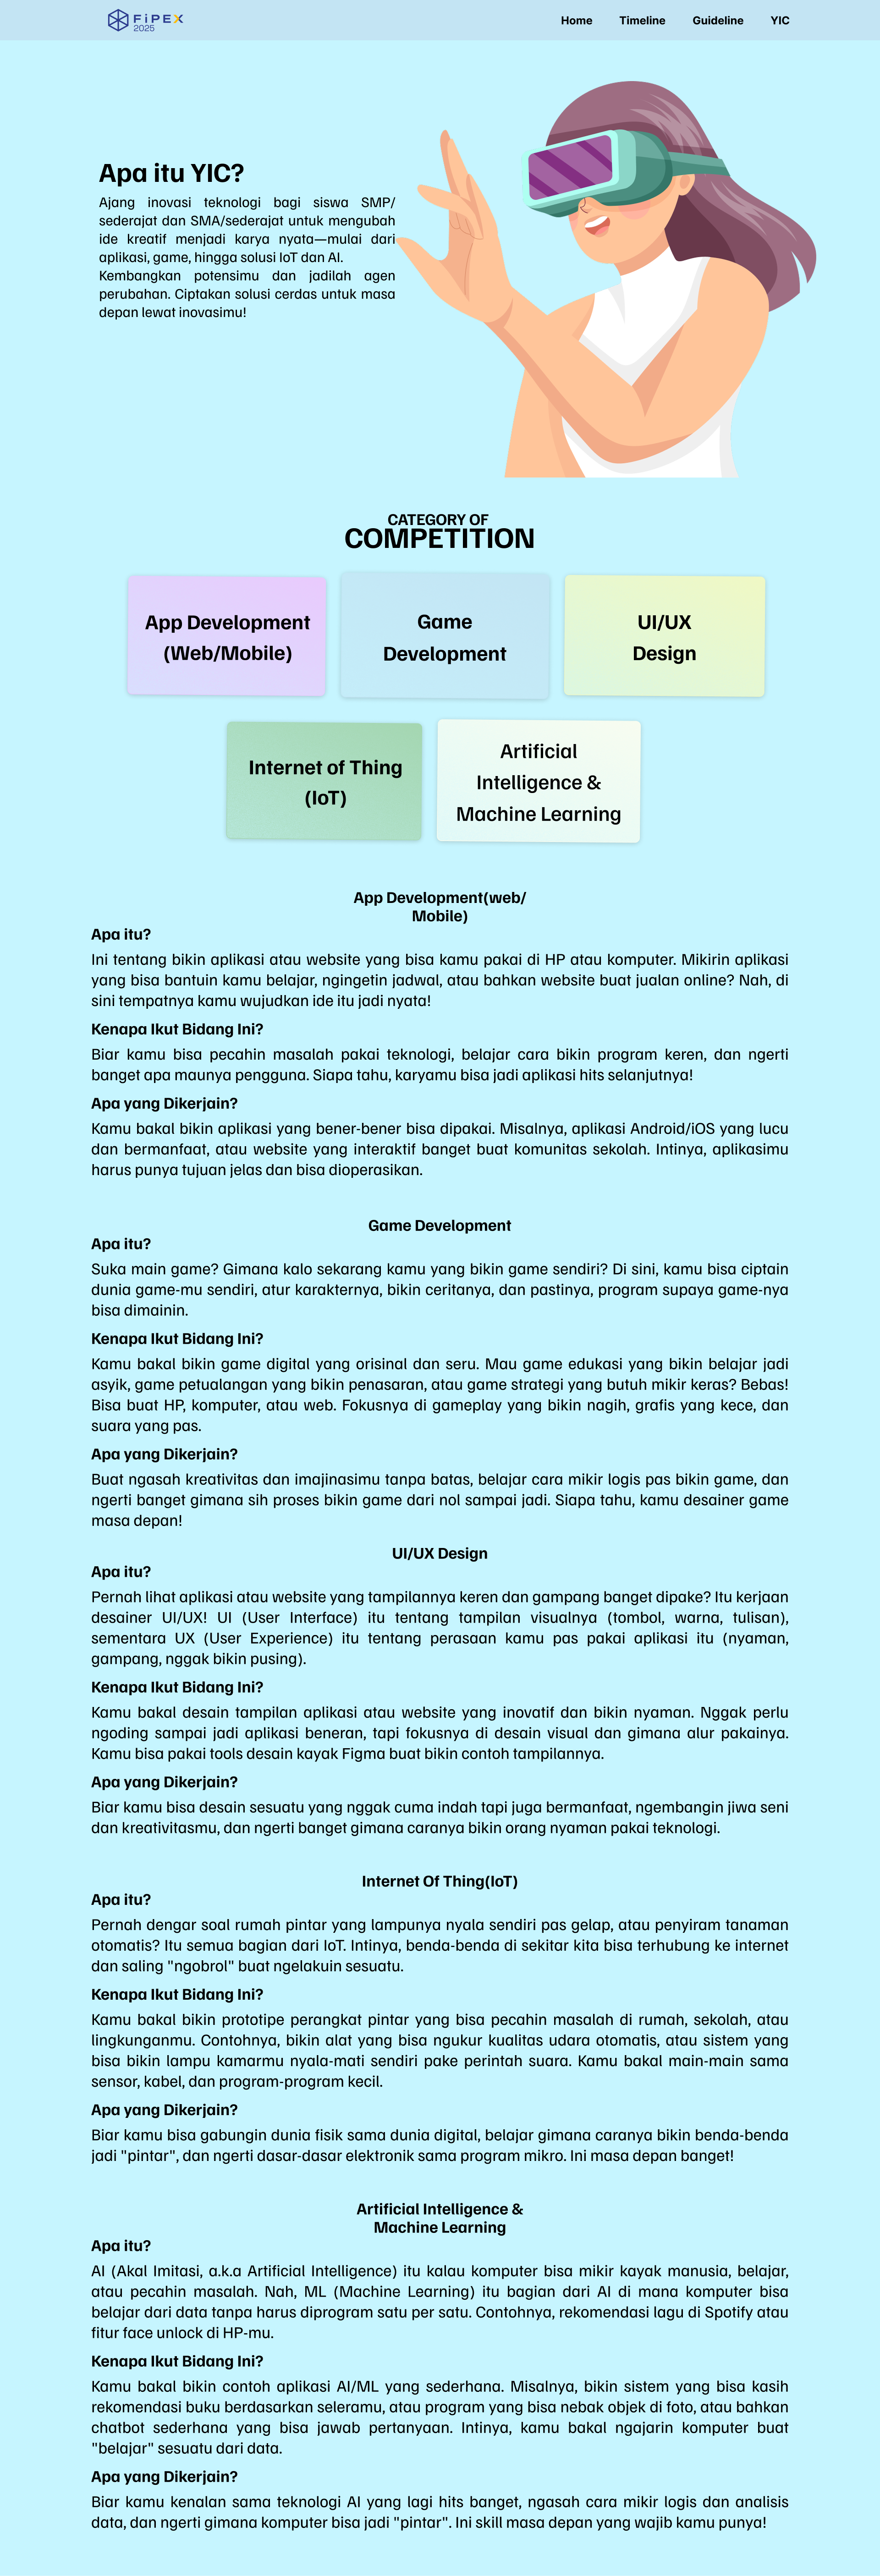 FiPEX
2025
Home Timeline Guideline YIC
Apa itu YIC?
Ajang inovasi teknologi bagi siswa SMP/
sederajat dan SMA/sederajat untuk mengubah
ide kreatif menjadi karya nyata—mulai dari
aplikasi, game, hingga solusi IoT dan AI.
Kembangkan potensimu dan jadilah agen
perubahan. Ciptakan solusi cerdas untuk masa
depan lewat inovasimu!
CATEGORY OF
COMPETITION
App Development
(Web/Mobile)
Game
Development
UI/UX
Design
Internet of Thing
(IoT)
Artificial
Intelligence &
Machine Learning
App Development(web/
Mobile)
Apa itu?
Ini tentang bikin aplikasi atau website yang bisa kamu pakai di HP atau komputer. Mikirin aplikasi
yang bisa bantuin kamu belajar, ngingetin jadwal, atau bahkan website buat jualan online? Nah, di
sini tempatnya kamu wujudkan ide itu jadi nyata!
Kenapa Ikut Bidang Ini?
Biar kamu bisa pecahin masalah pakai teknologi, belajar cara bikin program keren, dan ngerti
banget apa maunya pengguna. Siapa tahu, karyamu bisa jadi aplikasi hits selanjutnya!
Apa yang Dikerjain?
Kamu bakal bikin aplikasi yang bener-bener bisa dipakai. Misalnya, aplikasi Android/iOS yang lucu
dan bermanfaat, atau website yang interaktif banget buat komunitas sekolah. Intinya, aplikasimu
harus punya tujuan jelas dan bisa dioperasikan.
Game Development
Apa itu?
Suka main game? Gimana kalo sekarang kamu yang bikin game sendiri? Di sini, kamu bisa ciptain
dunia game-mu sendiri, atur karakternya, bikin ceritanya, dan pastinya, program supaya game-nya
bisa dimainin.
Kenapa Ikut Bidang Ini?
Kamu bakal bikin game digital yang orisinal dan seru. Mau game edukasi yang bikin belajar jadi
asyik, game petualangan yang bikin penasaran, atau game strategi yang butuh mikir keras? Bebas!
Bisa buat HP, komputer, atau web. Fokusnya di gameplay yang bikin nagih, grafis yang kece, dan
suara yang pas.
Apa yang Dikerjain?
Buat ngasah kreativitas dan imajinasimu tanpa batas, belajar cara mikir logis pas bikin game, dan
ngerti banget gimana sih proses bikin game dari nol sampai jadi. Siapa tahu, kamu desainer game
masa depan!
UI/UX Design
Apa itu?
Pernah lihat aplikasi atau website yang tampilannya keren dan gampang banget dipake? Itu kerjaan
desainer UI/UX! UI (User Interface) itu tentang tampilan visualnya (tombol, warna, tulisan),
sementara UX (User Experience) itu tentang perasaan kamu pas pakai aplikasi itu (nyaman,
gampang, nggak bikin pusing).
Kenapa Ikut Bidang Ini?
Kamu bakal desain tampilan aplikasi atau website yang inovatif dan bikin nyaman. Nggak perlu
ngoding sampai jadi aplikasi beneran, tapi fokusnya di desain visual dan gimana alur pakainya.
Kamu bisa pakai tools desain kayak Figma buat bikin contoh tampilannya.
Apa yang Dikerjain?
Biar kamu bisa desain sesuatu yang nggak cuma indah tapi juga bermanfaat, ngembangin jiwa seni
dan kreativitasmu, dan ngerti banget gimana caranya bikin orang nyaman pakai teknologi.
Internet Of Thing(IoT)
Apa itu?
Pernah dengar soal rumah pintar yang lampunya nyala sendiri pas gelap, atau penyiram tanaman
otomatis? Itu semua bagian dari IoT. Intinya, benda-benda di sekitar kita bisa terhubung ke internet
dan saling "ngobrol" buat ngelakuin sesuatu.
Kenapa Ikut Bidang Ini?
Kamu bakal bikin prototipe perangkat pintar yang bisa pecahin masalah di rumah, sekolah, atau
lingkunganmu. Contohnya, bikin alat yang bisa ngukur kualitas udara otomatis, atau sistem yang
bisa bikin lampu kamarmu nyala-mati sendiri pake perintah suara. Kamu bakal main-main sama
sensor, kabel, dan program-program kecil.
Apa yang Dikerjain?
Biar kamu bisa gabungin dunia fisik sama dunia digital, belajar gimana caranya bikin benda-benda
jadi "pintar", dan ngerti dasar-dasar elektronik sama program mikro. Ini masa depan banget!
Artificial Intelligence &
Machine Learning
Apa itu?
AI (Akal Imitasi, a.k.a Artificial Intelligence) itu kalau komputer bisa mikir kayak manusia, belajar,
atau pecahin masalah. Nah, ML (Machine Learning) itu bagian dari AI di mana komputer bisa
belajar dari data tanpa harus diprogram satu per satu. Contohnya, rekomendasi lagu di Spotify atau
fitur face unlock di HP-mu.
Kenapa Ikut Bidang Ini?
Kamu bakal bikin contoh aplikasi AI/ML yang sederhana. Misalnya, bikin sistem yang bisa kasih
rekomendasi buku berdasarkan seleramu, atau program yang bisa nebak objek di foto, atau bahkan
chatbot sederhana yang bisa jawab pertanyaan. Intinya, kamu bakal ngajarin komputer buat
"belajar" sesuatu dari data.
Apa yang Dikerjain?
Biar kamu kenalan sama teknologi AI yang lagi hits banget, ngasah cara mikir logis dan analisis
data, dan ngerti gimana komputer bisa jadi "pintar". Ini skill masa depan yang wajib kamu punya!